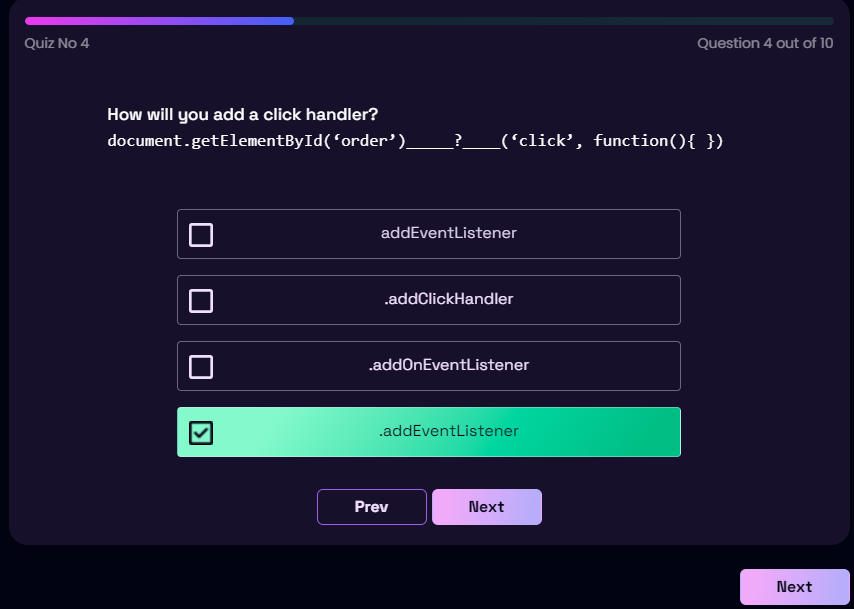 Quiz No 4
Question 4 out of 10
How will you add a click handler?
document.getElementById(‘order’)_____?____(‘click’, function(){ })
addEventListener
.addClickHandler
.addOnEventListener
.addEventListener
Prev
Next
Next